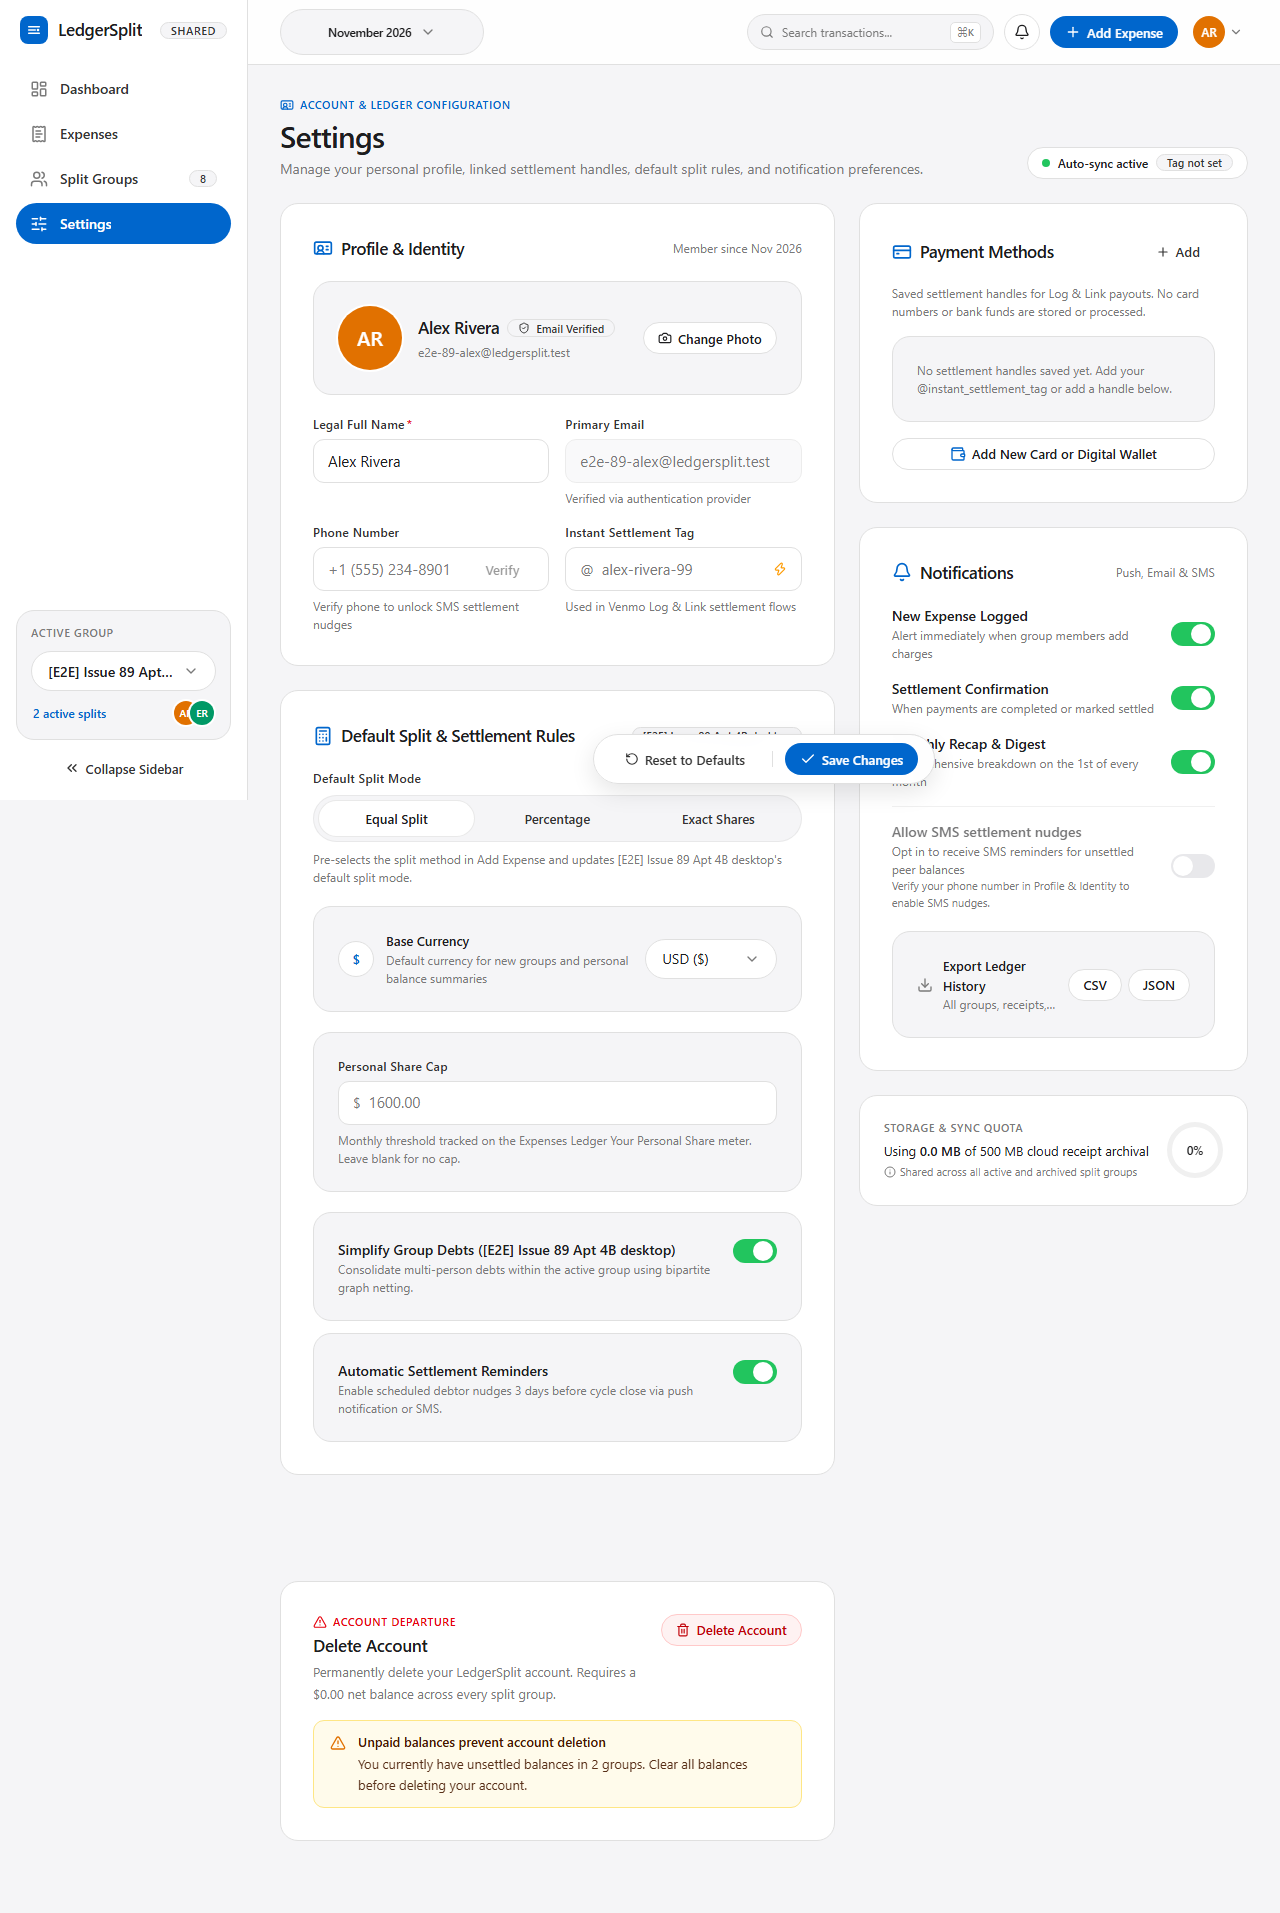 LedgerSplit
SHARED
Dashboard
Expenses
Split Groups
8
Settings
ACTIVE GROUP
[E2E] Issue 89 Apt...
2 active splits
ER
Collapse Sidebar
November 2026
Search transactions...
⌘K
Add Expense
AR
ACCOUNT & LEDGER CONFIGURATION
Settings
Manage your personal profile, linked settlement handles, default split rules, and notification preferences.
Auto-sync active
Tag not set
Profile & Identity
Member since Nov 2026
AR
Alex Rivera
Email Verified
e2e-89-alex@ledgersplit.test
Change Photo
Legal Full Name *
Alex Rivera
Primary Email
e2e-89-alex@ledgersplit.test
Verified via authentication provider
Phone Number
+1 (555) 234-8901
Verify
Verify phone to unlock SMS settlement
nudges
Instant Settlement Tag
@ alex-rivera-99
Used in Venmo Log & Link settlement flows
Default Split & Settlement Rules
Reset to Defaults
Save Changes
Default Split Mode
Equal Split
Percentage
Exact Shares
Pre-selects the split method in Add Expense and updates [E2E] Issue 89 Apt 4B desktop's
default split mode.
$
Base Currency
Default currency for new groups and personal
balance summaries
USD ($)
Personal Share Cap
$ 1600.00
Monthly threshold tracked on the Expenses Ledger Your Personal Share meter.
Leave blank for no cap.
Simplify Group Debts ([E2E] Issue 89 Apt 4B desktop)
Consolidate multi-person debts within the active group using bipartite
graph netting.
Automatic Settlement Reminders
Enable scheduled debtor nudges 3 days before cycle close via push
notification or SMS.
ACCOUNT DEPARTURE
Delete Account
Permanently delete your LedgerSplit account. Requires a
$0.00 net balance across every split group.
Delete Account
Unpaid balances prevent account deletion
You currently have unsettled balances in 2 groups. Clear all balances
before deleting your account.
Payment Methods
Add
Saved settlement handles for Log & Link payouts. No card
numbers or bank funds are stored or processed.
No settlement handles saved yet. Add your
@instant_settlement_tag or add a handle below.
Add New Card or Digital Wallet
Notifications
Push, Email & SMS
New Expense Logged
Alert immediately when group members add
charges
Settlement Confirmation
When payments are completed or marked settled
Recap & Digest
breakdown on the 1st of every
month
Allow SMS settlement nudges
Opt in to receive SMS reminders for unsettled
peer balances
Verify your phone number in Profile & Identity to
enable SMS nudges.
Export Ledger
History
All groups, receipts,...
CSV
JSON
STORAGE & SYNC QUOTA
Using 0.0 MB of 500 MB cloud receipt archival
Shared across all active and archived split groups
0%